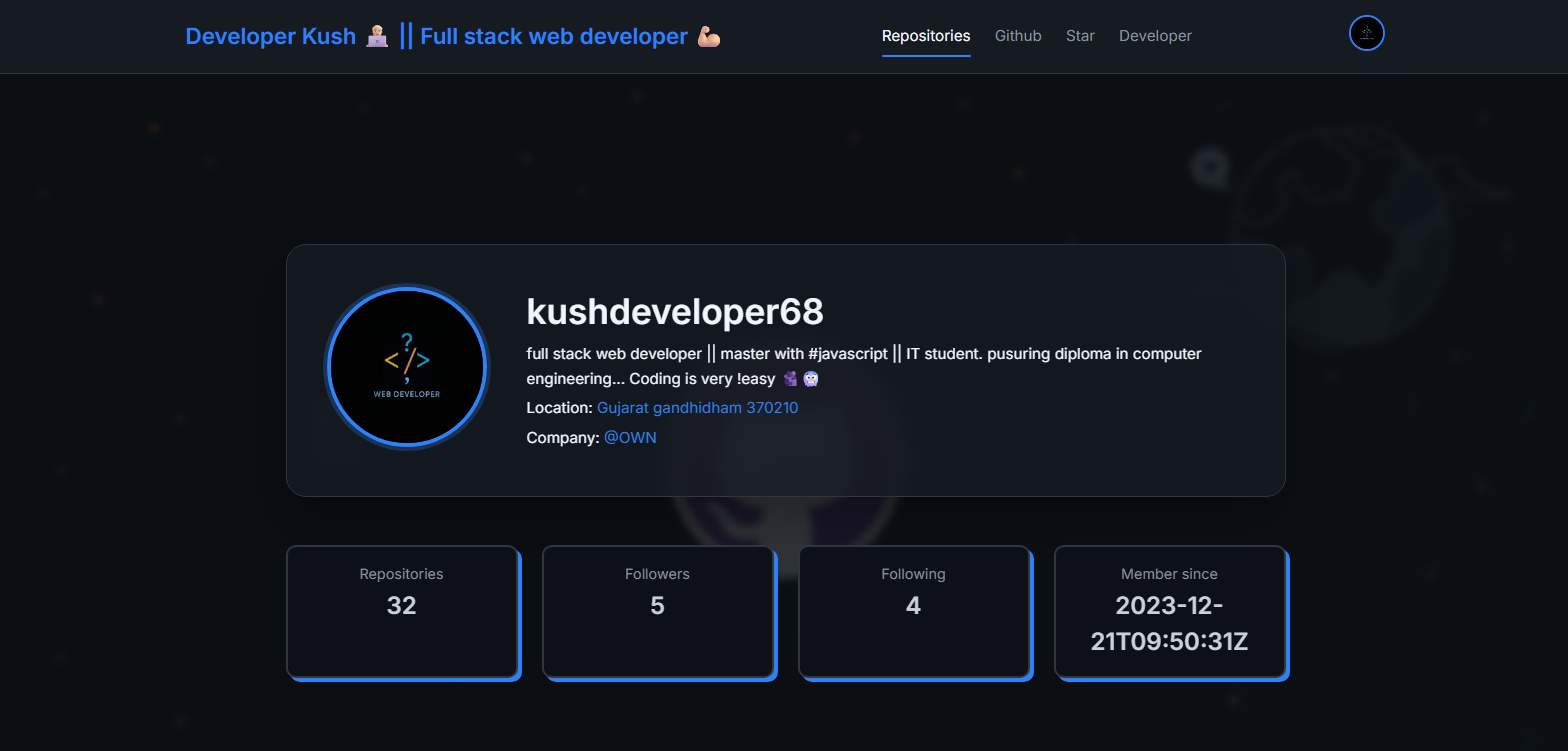 Developer Kush 👨🏼‍💻 || Full stack web developer 💪🏼
Repositories Github Star Developer
kushdeveloper68
full stack web developer || master with #javascript || IT student. pusuring diploma in computer
engineering... Coding is very !easy
Location: Gujarat gandhidham 370210
Company: @OWN
? </> ,
WEB DEVELOPER
Repositories
32
Followers
5
Following
4
Member since
2023-12-
21T09:50:31Z